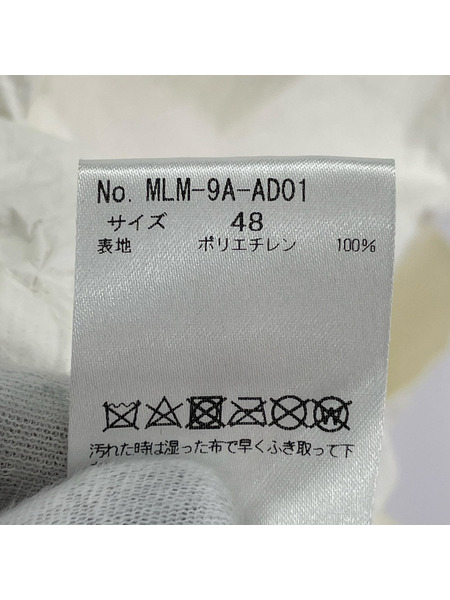 No. MLM-9A-AD01
サイズ 48
表地 ポリエチレン 100%
W
汚れた時は湿った布で早くふき取って下